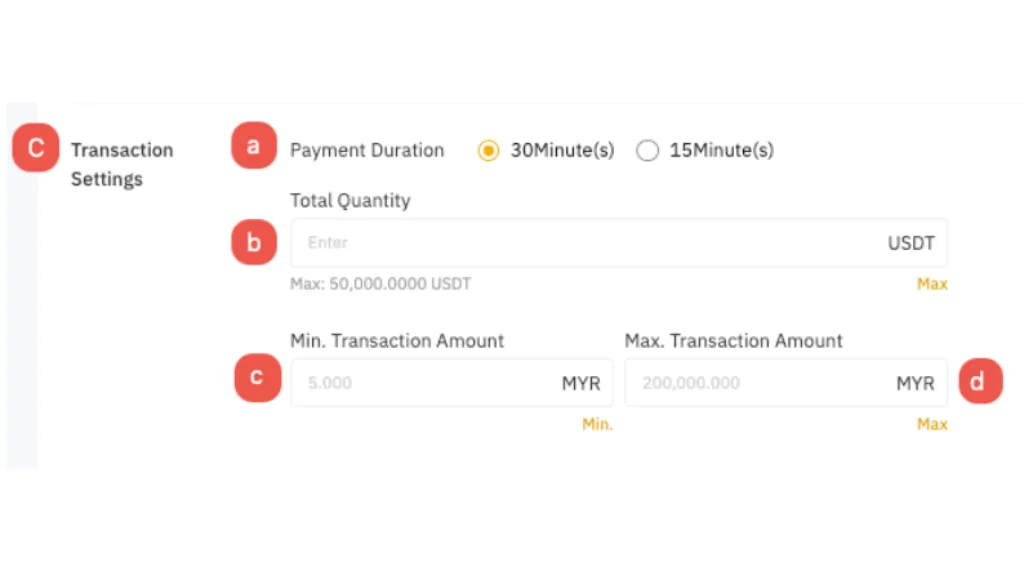 C Transaction Settings
a Payment Duration 30Minute(s) 15Minute(s)
Total Quantity
b Enter USDT
Max: 50,000.0000 USDT Max
Min. Transaction Amount Max. Transaction Amount
c 5.000 MYR 200,000.000 MYR d
Min. Max